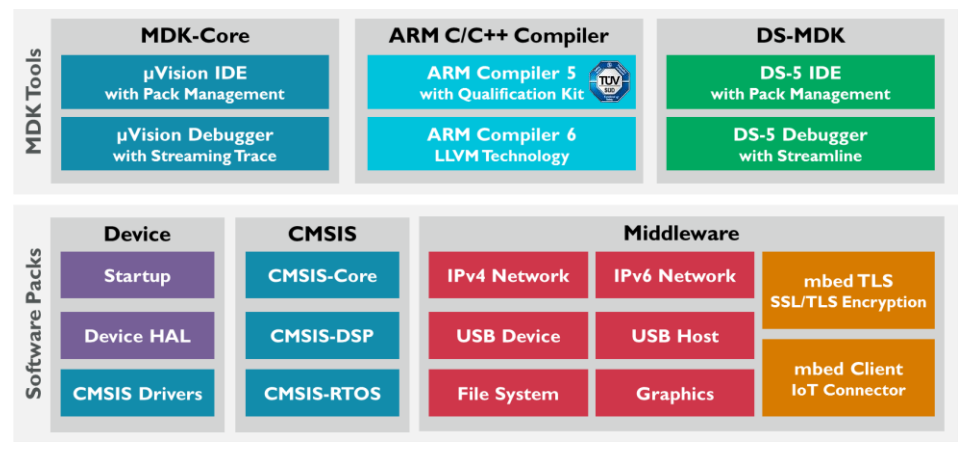 MDK Tools
MDK-Core
µVision IDE
with Pack Management
µVision Debugger
with Streaming Trace
ARM C/C++ Compiler
ARM Compiler 5
with Qualification Kit
TÜV
SÜD
ARM Compiler 6
LLVM Technology
DS-MDK
DS-5 IDE
with Pack Management
DS-5 Debugger
with Streamline
Software Packs
Device
Startup
Device HAL
CMSIS Drivers
CMSIS
CMSIS-Core
CMSIS-DSP
CMSIS-RTOS
Middleware
IPv4 Network
IPv6 Network
USB Device
USB Host
File System
Graphics
mbed TLS
SSL/TLS Encryption
mbed Client
IoT Connector